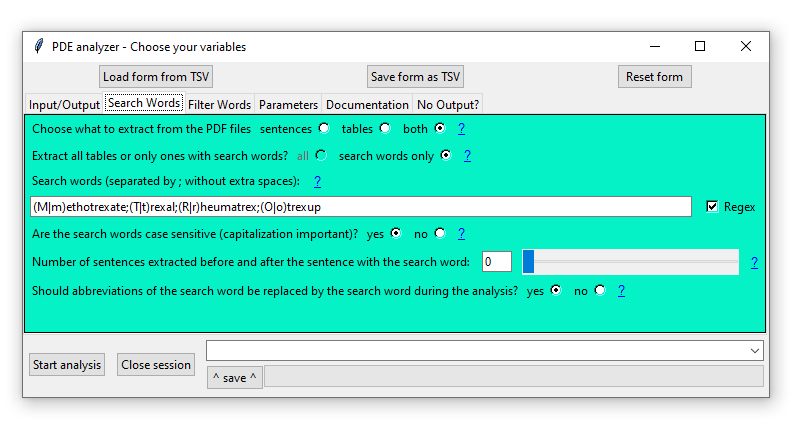 PDE analyzer - Choose your variables
Load form from TSV Save form as TSV Reset form
Input/Output Search Words Filter Words Parameters Documentation No Output?
Choose what to extract from the PDF files sentences tables both ?
Extract all tables or only ones with search words? all search words only ?
Search words (separated by ; without extra spaces): ?
(M|m)ethotrexate;(T|t)rexal;(R|r)heumatrex;(O|o)trexup Regex
Are the search words case sensitive (capitalization important)? yes no ?
Number of sentences extracted before and after the sentence with the search word: 0 ?
Should abbreviations of the search word be replaced by the search word during the analysis? yes no ?
Start analysis Close session
^ save ^